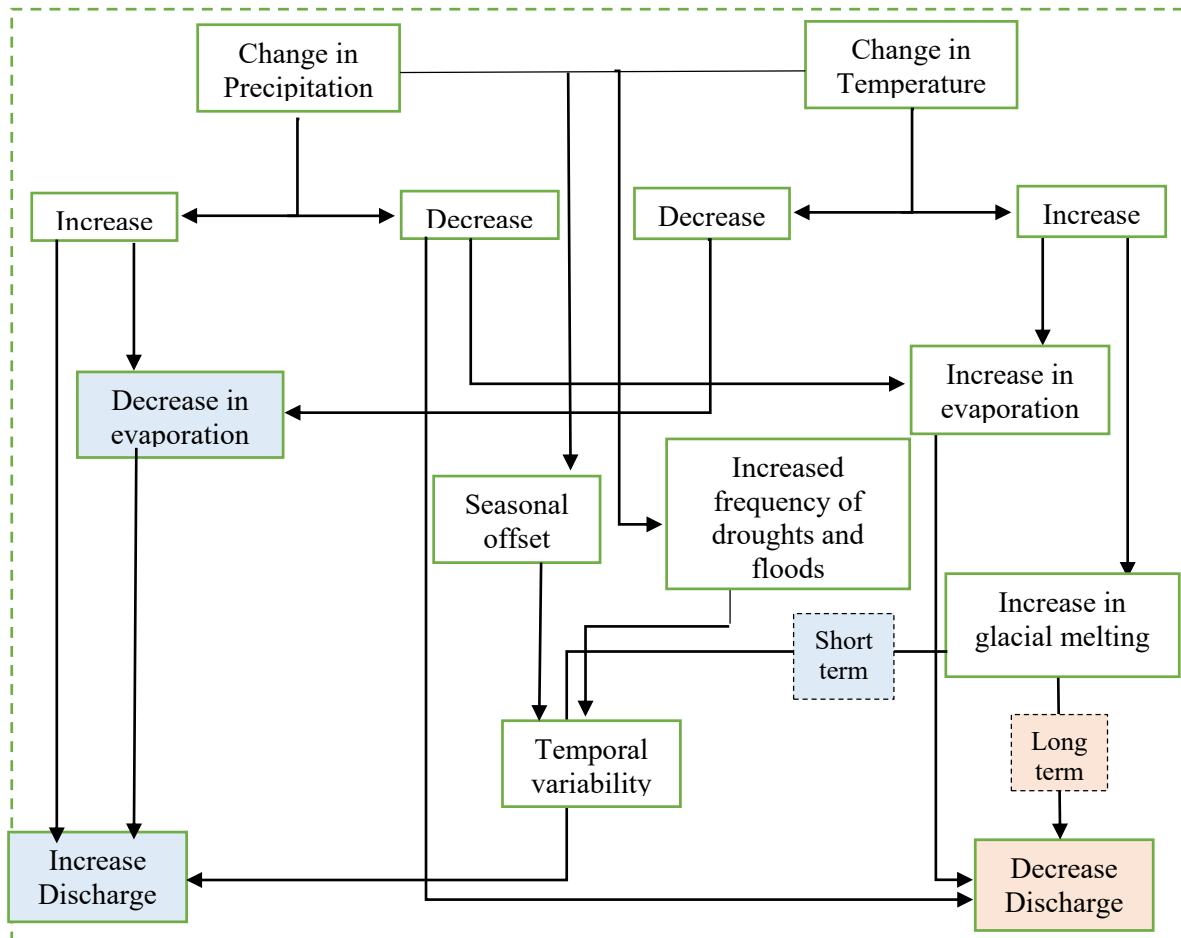 Change in
Precipitation
Change in
Temperature
Increase
Decrease
Decrease
Increase
Decrease in
evaporation
Increase in
evaporation
Seasonal
offset
Increased
frequency of
droughts and
floods
Increase in
glacial melting
Short
term
Long
term
Temporal
variability
Increase
Discharge
Decrease
Discharge